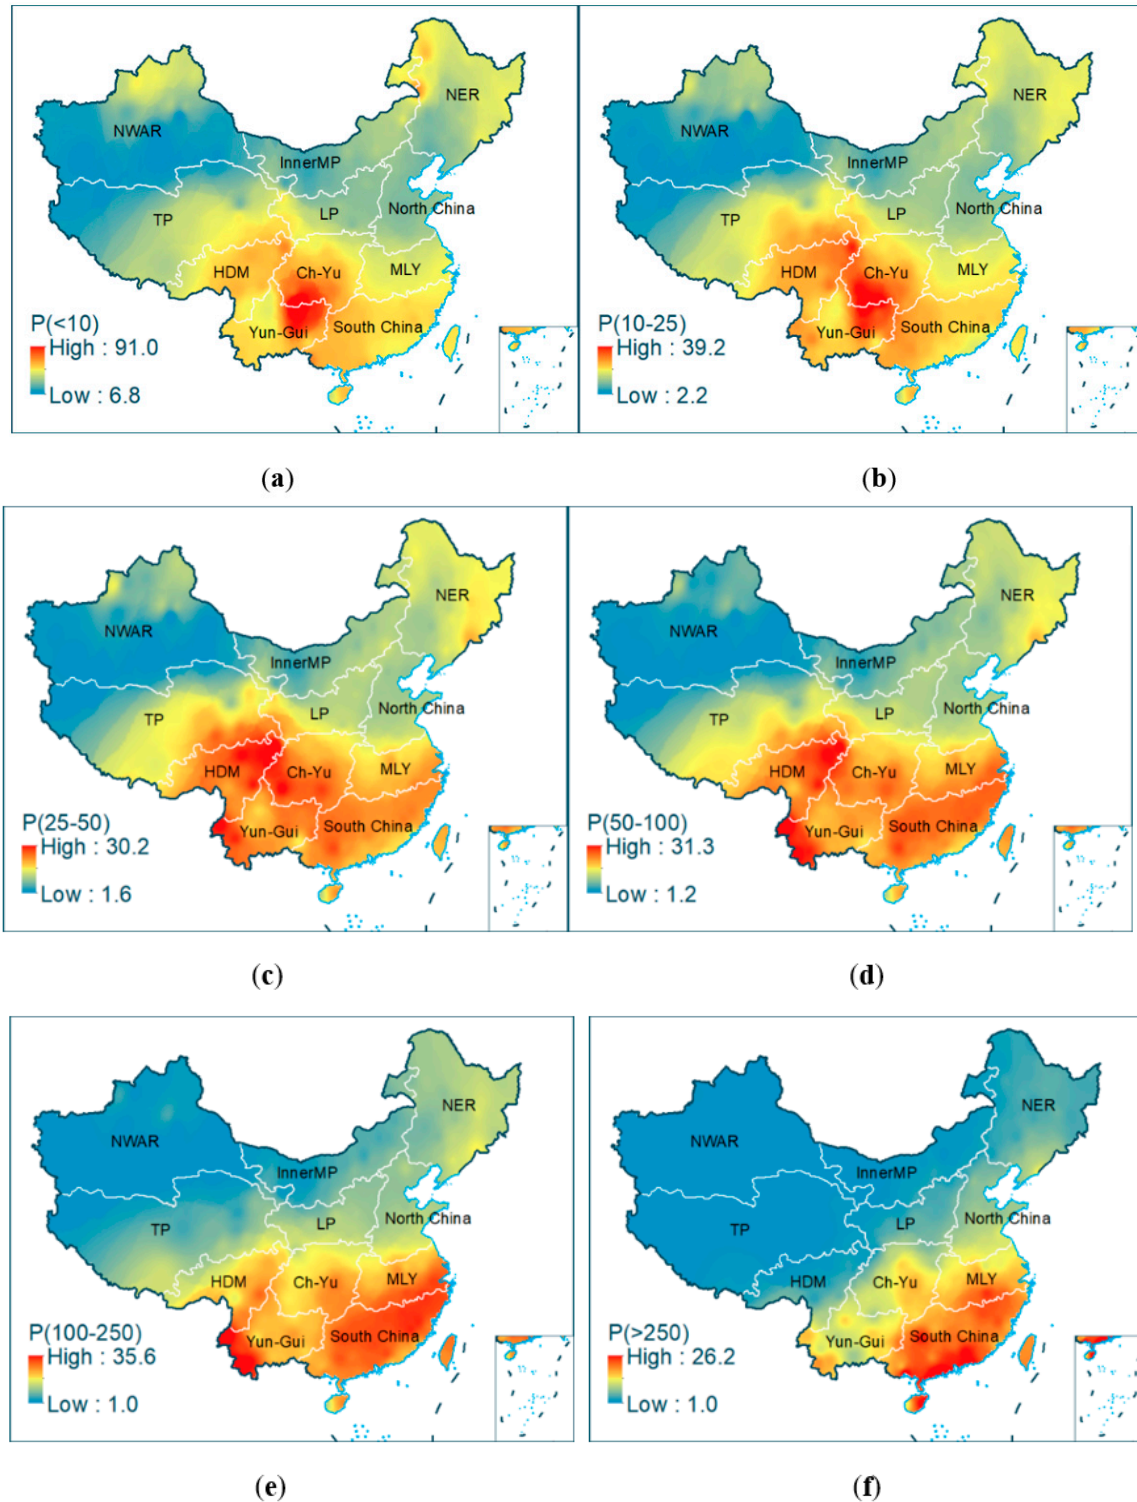 NER
NWAR
InnerMP
TP
LP
North China
HDM
Ch-Yu
MLY
Yun-Gui
South China
P(<10)
High : 91.0
Low : 6.8
(a)
NER
NWAR
InnerMP
TP
LP
North China
HDM
Ch-Yu
MLY
Yun-Gui
South China
P(10-25)
High : 39.2
Low : 2.2
(b)
NER
NWAR
InnerMP
TP
LP
North China
HDM
Ch-Yu
MLY
Yun-Gui
South China
P(25-50)
High : 30.2
Low : 1.6
(c)
NER
NWAR
InnerMP
TP
LP
North China
HDM
Ch-Yu
MLY
Yun-Gui
South China
P(50-100)
High : 31.3
Low : 1.2
(d)
NER
NWAR
InnerMP
TP
LP
North China
HDM
Ch-Yu
MLY
Yun-Gui
South China
P(100-250)
High : 35.6
Low : 1.0
(e)
NER
NWAR
InnerMP
TP
LP
North China
HDM
Ch-Yu
MLY
Yun-Gui
South China
P(>250)
High : 26.2
Low : 1.0
(f)